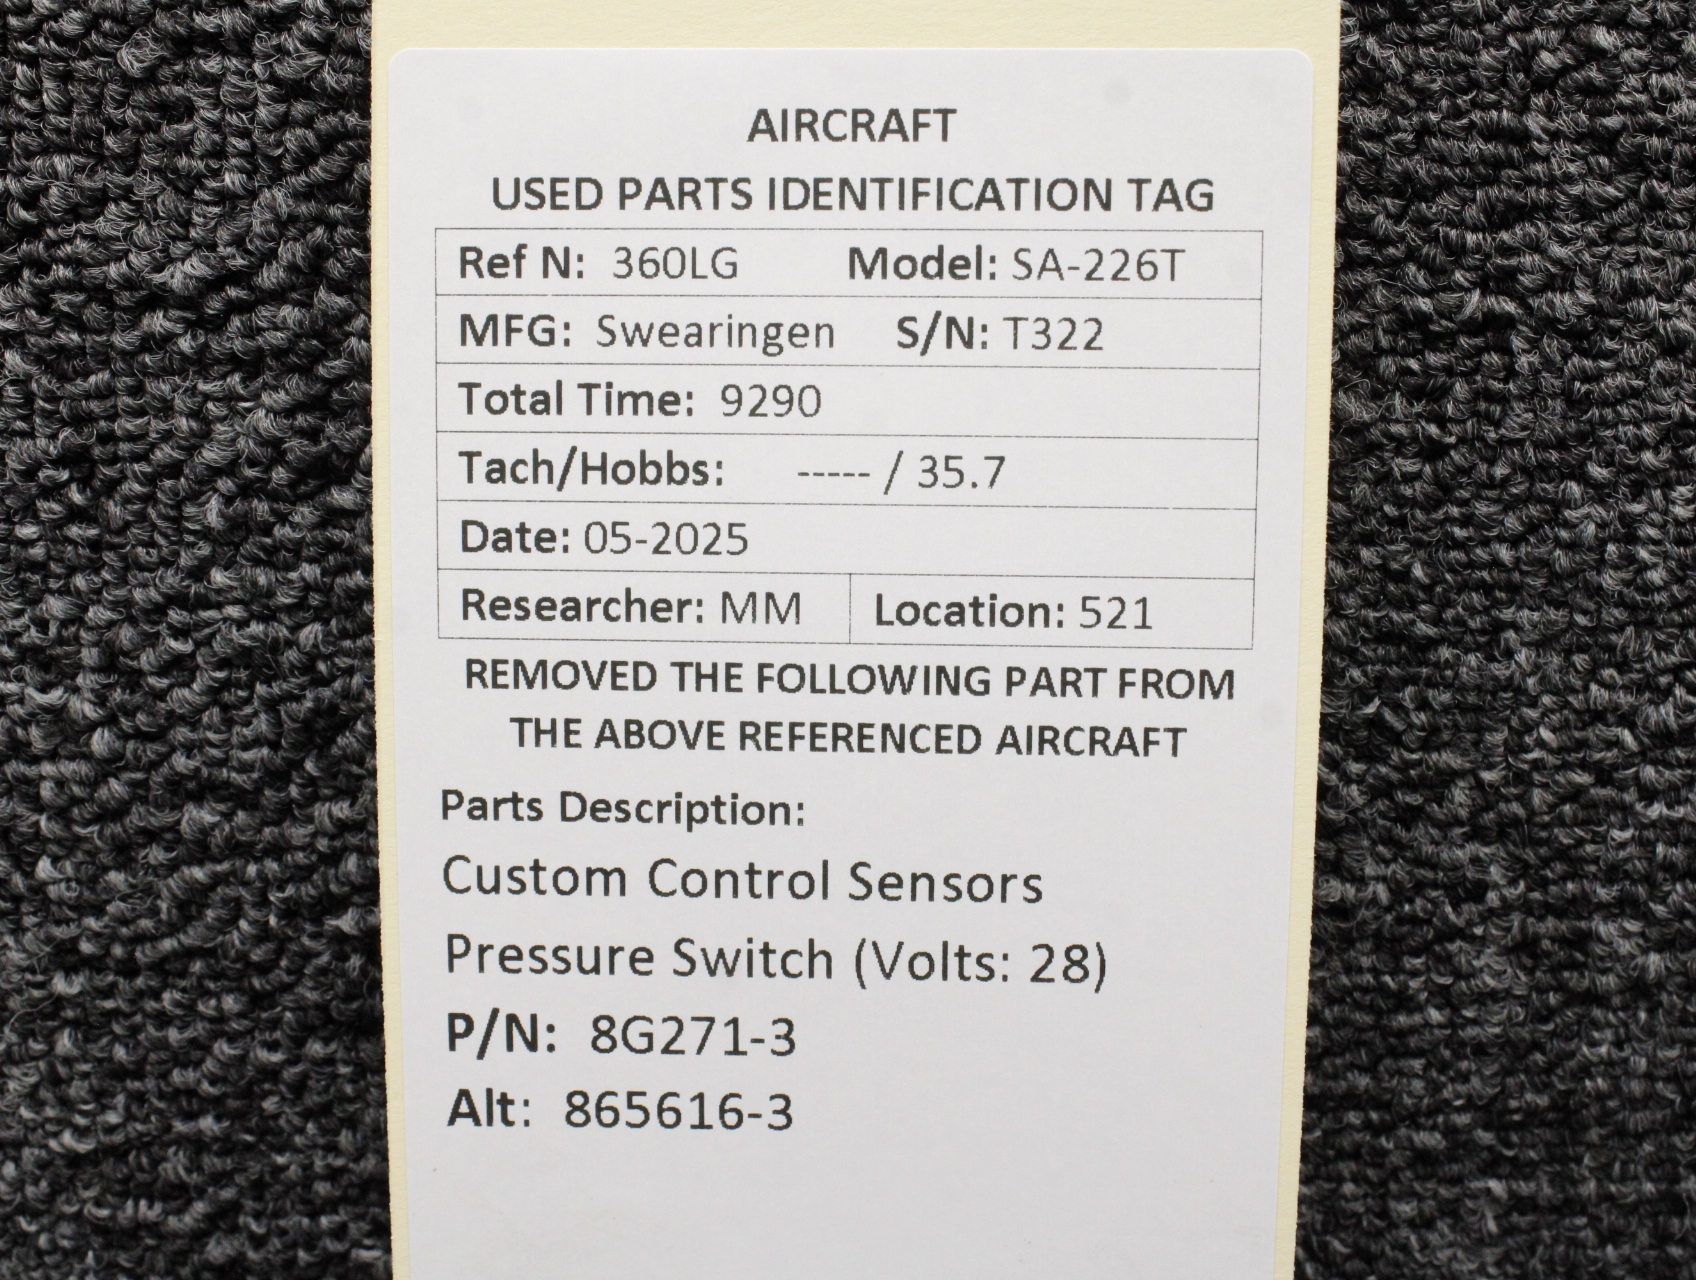 AIRCRAFT
USED PARTS IDENTIFICATION TAG
Ref N: 360LG Model: SA-226T
MFG: Swearingen S/N: T322
Total Time: 9290
Tach/Hobbs: ----- / 35.7
Date: 05-2025
Researcher: MM Location: 521
REMOVED THE FOLLOWING PART FROM
THE ABOVE REFERENCED AIRCRAFT
Parts Description:
Custom Control Sensors
Pressure Switch (Volts: 28)
P/N: 8G271-3
Alt: 865616-3